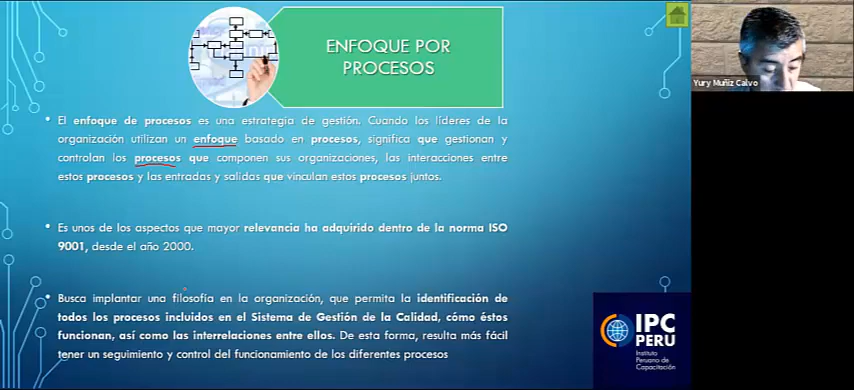 ENFOQUE POR
PROCESOS
Yury Muñiz Calvo
• El enfoque de procesos es una estrategia de gestión. Cuando los líderes de la
organización utilizan un enfoque basado en procesos, significa que gestionan y
controlan los procesos que componen sus organizaciones, las interacciones entre
estos procesos y las entradas y salidas que vinculan estos procesos juntos.
• Es unos de los aspectos que mayor relevancia ha adquirido dentro de la norma ISO
9001, desde el año 2000.
• Busca implantar una filosofía en la organización, que permita la identificación de
todos los procesos incluidos en el Sistema de Gestión de la Calidad, cómo éstos
funcionan, así como las interrelaciones entre ellos. De esta forma, resulta más fácil
tener un seguimiento y control del funcionamiento de los diferentes procesos
IPC
PERU
Instituto
Peruano de
Capacitación